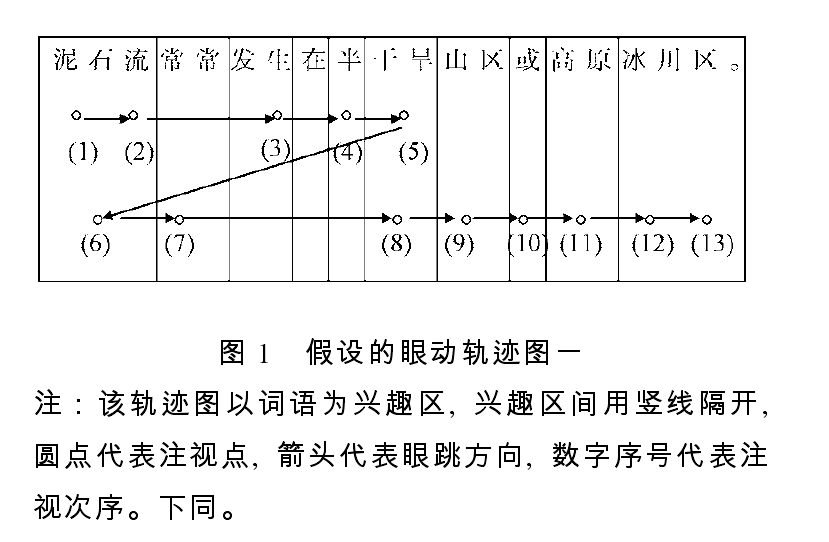 泥石流常常发生在半干旱山区或高原冰川区。
(1) (2) (3) (4) (5)
(6) (7) (8) (9) (10) (11) (12) (13)
图 1 假设的眼动轨迹图一
注：该轨迹图以词语为兴趣区, 兴趣区间用竖线隔开,
圆点代表注视点, 箭头代表眼跳方向, 数字序号代表注
视次序。下同。